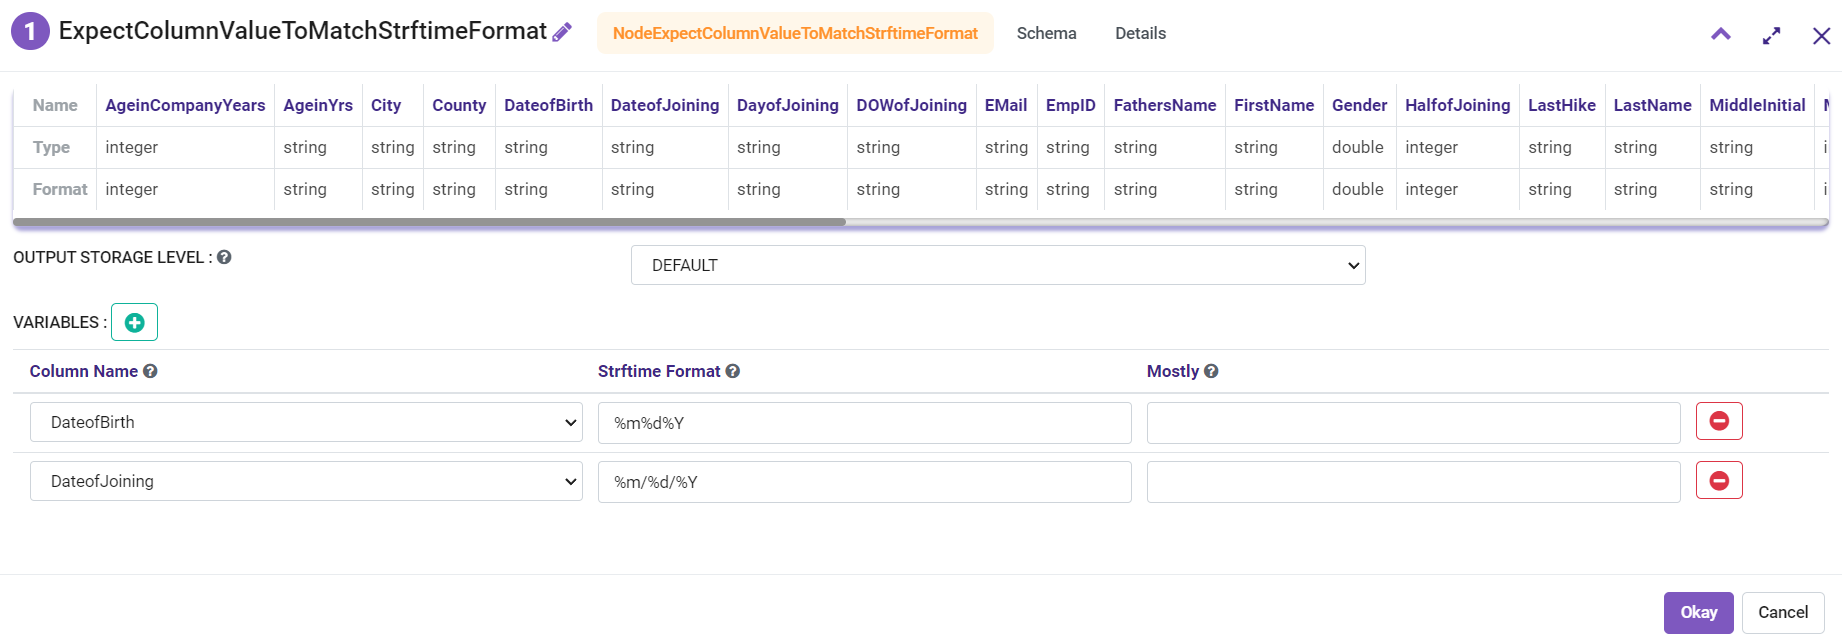 1 ExpectColumnValueToMatchStrftimeFormat NodeExpectColumnValueToMatchStrftimeFormat Schema Details
Name AgeinCompanyYears AgeinYrs City County DateofBirth DateofJoining DayofJoining DOWofJoining EMail EmpID FathersName FirstName Gender HalfofJoining LastHike LastName MiddleInitial
Type integer string string string string string string string string string string string double integer string string string
Format integer string string string string string string string string string string string double integer string string string
OUTPUT STORAGE LEVEL : DEFAULT
VARIABLES :
Column Name Strftime Format Mostly
DateofBirth %m%d%Y
DateofJoining %m/%d/%Y
Okay Cancel